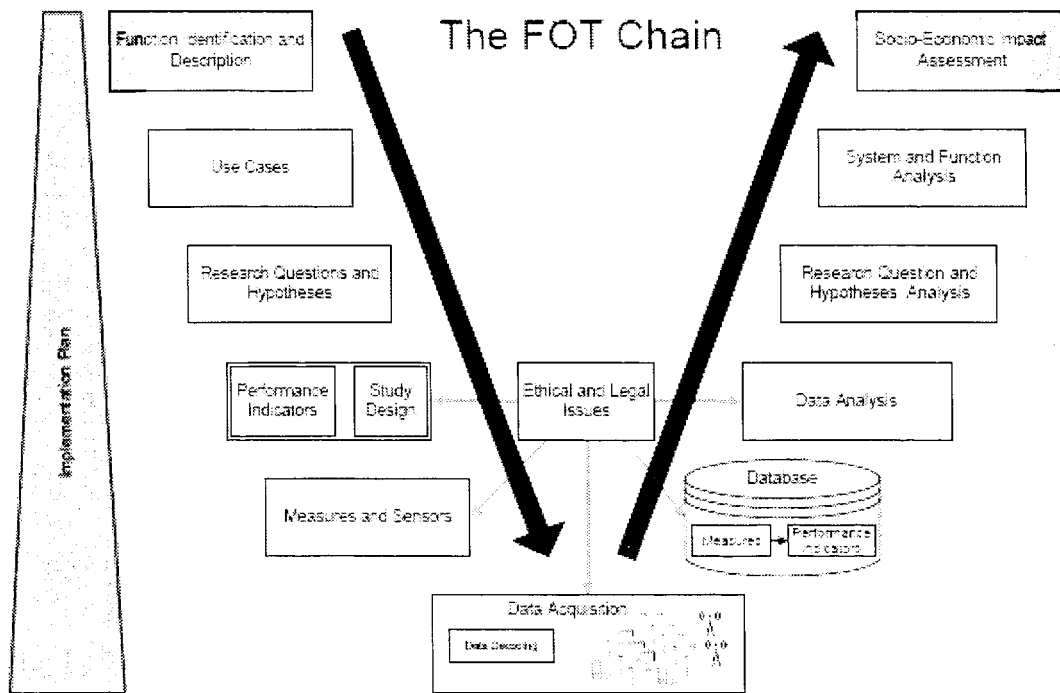 The FOT Chain
Function Identification and
Description
Socio-Economic Impact
Assessment
Use Cases
System and Function
Analysis
Research Questions and
Hypotheses
Research Question and
Hypotheses Analysis
Implementation Plan
Performance
Indicators
Study
Design
Ethical and Legal
Issues
Data Analysis
Measures and Sensors
Database
Measures
Performance
Indicators
Data Acquisition
Data Decoding